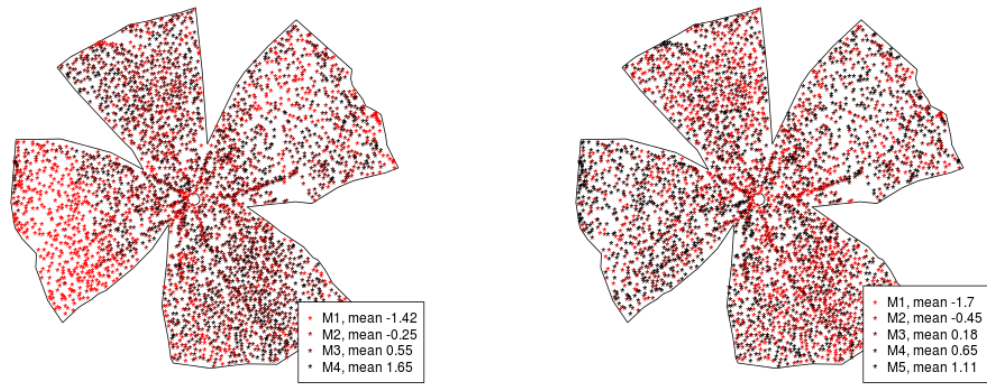 M1, mean -1.42
M2, mean -0.25
M3, mean 0.55
M4, mean 1.65
M1, mean -1.7
M2, mean -0.45
M3, mean 0.18
M4, mean 0.65
M5, mean 1.11